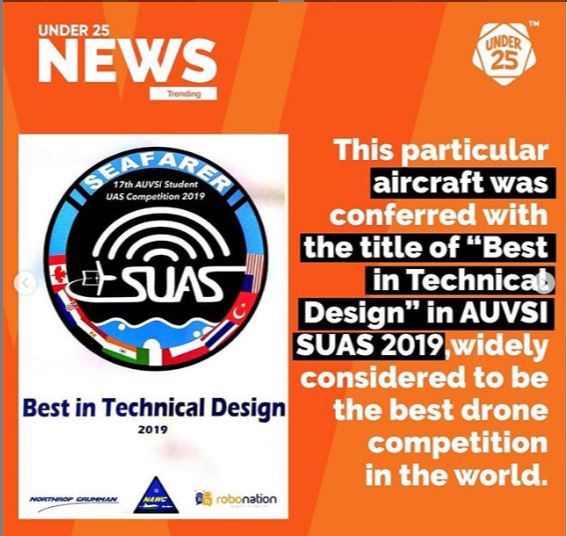 UNDER 25
NEWS
Trending
UNDER
25
TM
SEAFARER
17th AUVSI Student
UAS Competition 2019
SUAS
Best in Technical Design
2019
NORTHROP GRUMMAN
NAWC
robonation
This particular
aircraft was
conferred with
the title of “Best
in Technical
Design” in AUVSI
SUAS 2019,widely
considered to be
the best drone
competition
in the world.